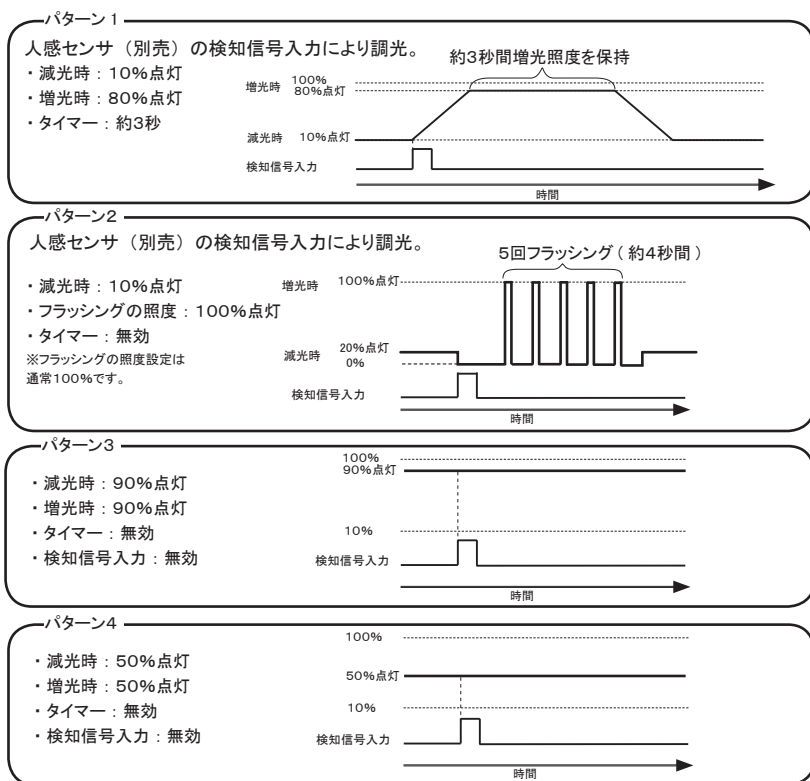 パターン1
人感センサ（別売）の検知信号入力により調光。
・減光時：10%点灯
・増光時：80%点灯
・タイマー：約3秒
約3秒間増光照度を保持
増光時
100%
80%点灯
減光時
10%点灯
検知信号入力
時間
パターン2
人感センサ（別売）の検知信号入力により調光。
・減光時：10%点灯
・フラッシングの照度：100%点灯
・タイマー：無効
※フラッシングの照度設定は
通常100%です。
5回フラッシング（約4秒間）
増光時
100%点灯
減光時
20%点灯
0%
検知信号入力
時間
パターン3
・減光時：90%点灯
・増光時：90%点灯
・タイマー：無効
・検知信号入力：無効
100%
90%点灯
10%
検知信号入力
時間
パターン4
・減光時：50%点灯
・増光時：50%点灯
・タイマー：無効
・検知信号入力：無効
100%
50%点灯
10%
検知信号入力
時間